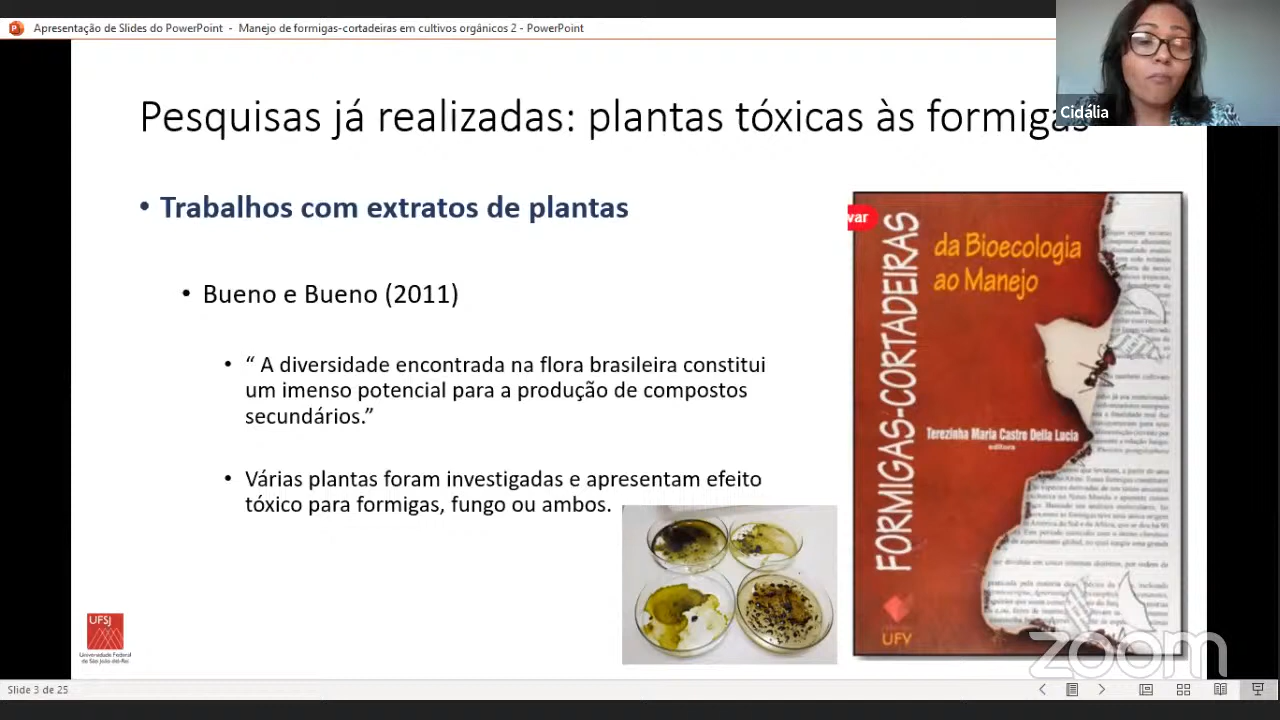 Apresentação de Slides do PowerPoint - Manejo de formigas-cortadeiras em cultivos orgânicos 2 - PowerPoint
Cidália
Pesquisas já realizadas: plantas tóxicas às formigas
• Trabalhos com extratos de plantas
• Bueno e Bueno (2011)
• “ A diversidade encontrada na flora brasileira constitui
um imenso potencial para a produção de compostos
secundários.”
• Várias plantas foram investigadas e apresentam efeito
tóxico para formigas, fungo ou ambos.
var
FORMIGAS-CORTADEIRAS
da Bioecologia
ao Manejo
Terezinha Maria Castro Della Lucia
editora
UFV
UFSJ
Universidade Federal
de São João del-Rei
zoom
Slide 3 de 25